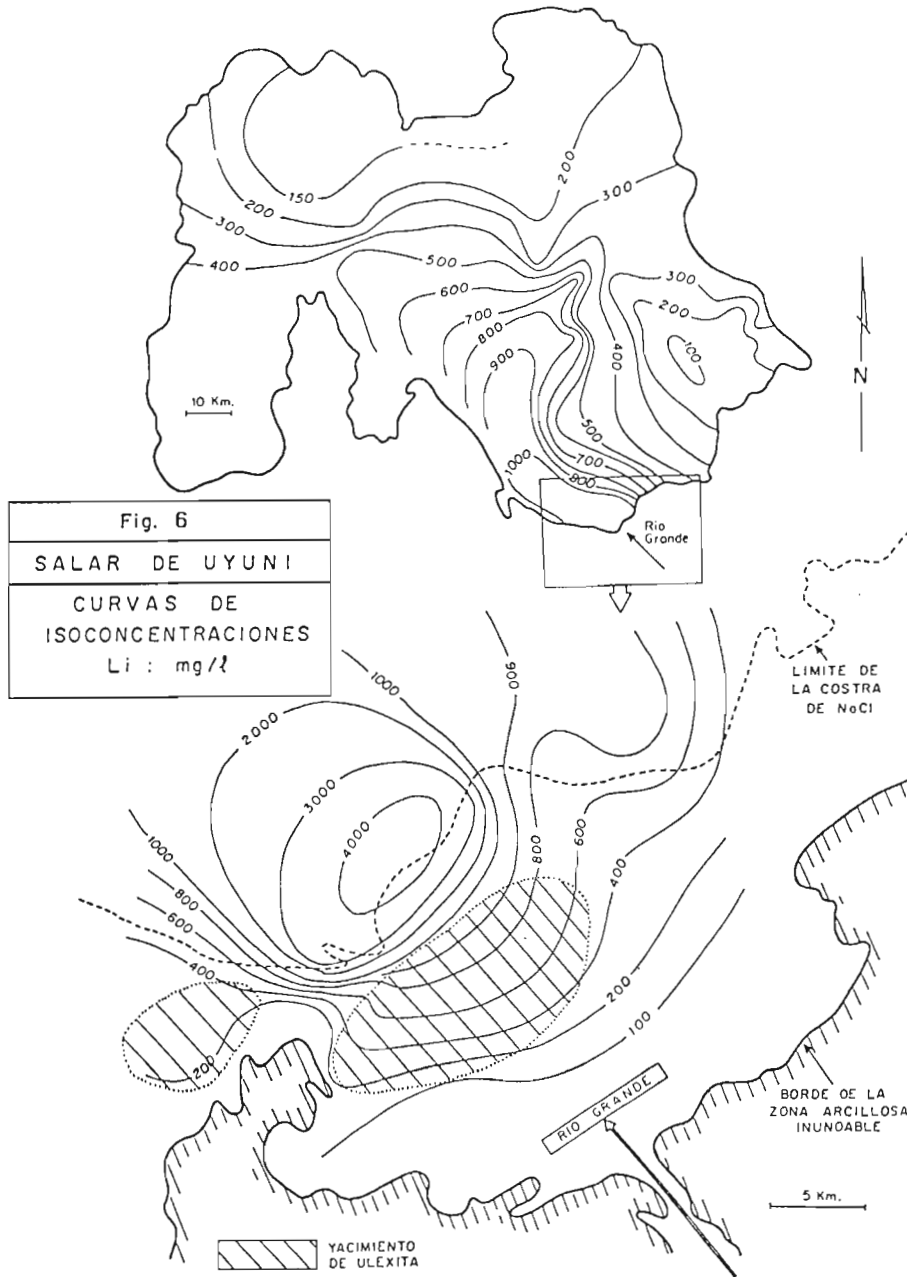 200
150
200
300
400
200
300
500
600
700
800
900
1000
400
500
700
800
300
200
100
10 Km.
N
Rio
Grande
Fig. 6
SALAR DE UYUNI
CURVAS DE
ISOCONCENTRACIONES
Li : mg/l
LIMITE DE
LA COSTRA
DE NaCl
900
1000
2000
3000
4000
1000
800
600
400
200
800
600
400
200
100
RIO GRANDE
BORDE DE LA
ZONA ARCILLOSA
INUNDABLE
5 Km.
YACIMIENTO
DE ULEXITA